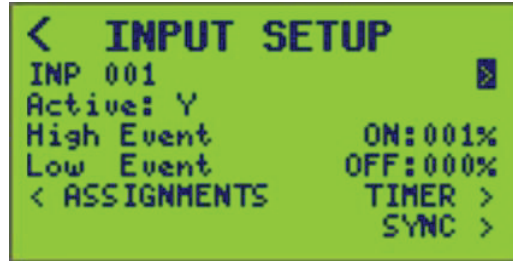 < INPUT SETUP
INP 001 >
Active: Y
High Event ON:001%
Low Event OFF:000%
< ASSIGNMENTS TIMER >
SYNC >